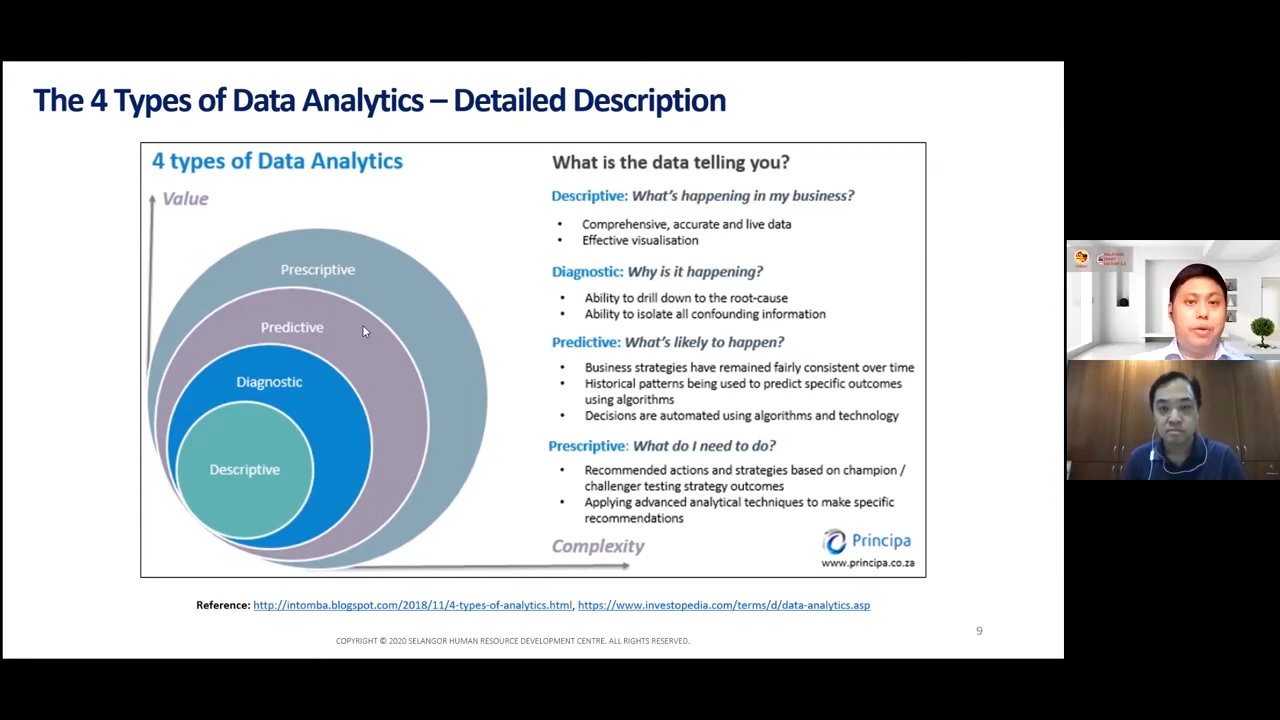 The 4 Types of Data Analytics – Detailed Description
4 types of Data Analytics
Value
Prescriptive
Predictive
Diagnostic
Descriptive
What is the data telling you?
Descriptive: What's happening in my business?
• Comprehensive, accurate and live data
• Effective visualisation
Diagnostic: Why is it happening?
• Ability to drill down to the root-cause
• Ability to isolate all confounding information
Predictive: What's likely to happen?
• Business strategies have remained fairly consistent over time
• Historical patterns being used to predict specific outcomes
using algorithms
• Decisions are automated using algorithms and technology
Prescriptive: What do I need to do?
• Recommended actions and strategies based on champion /
challenger testing strategy outcomes
• Applying advanced analytical techniques to make specific
recommendations
Complexity
Principa
www.principa.co.za
Reference: http://intomba.blogspot.com/2018/11/4-types-of-analytics.html, https://www.investopedia.com/terms/d/data-analytics.asp
9
COPYRIGHT © 2020 SELANGOR HUMAN RESOURCE DEVELOPMENT CENTRE. ALL RIGHTS RESERVED.